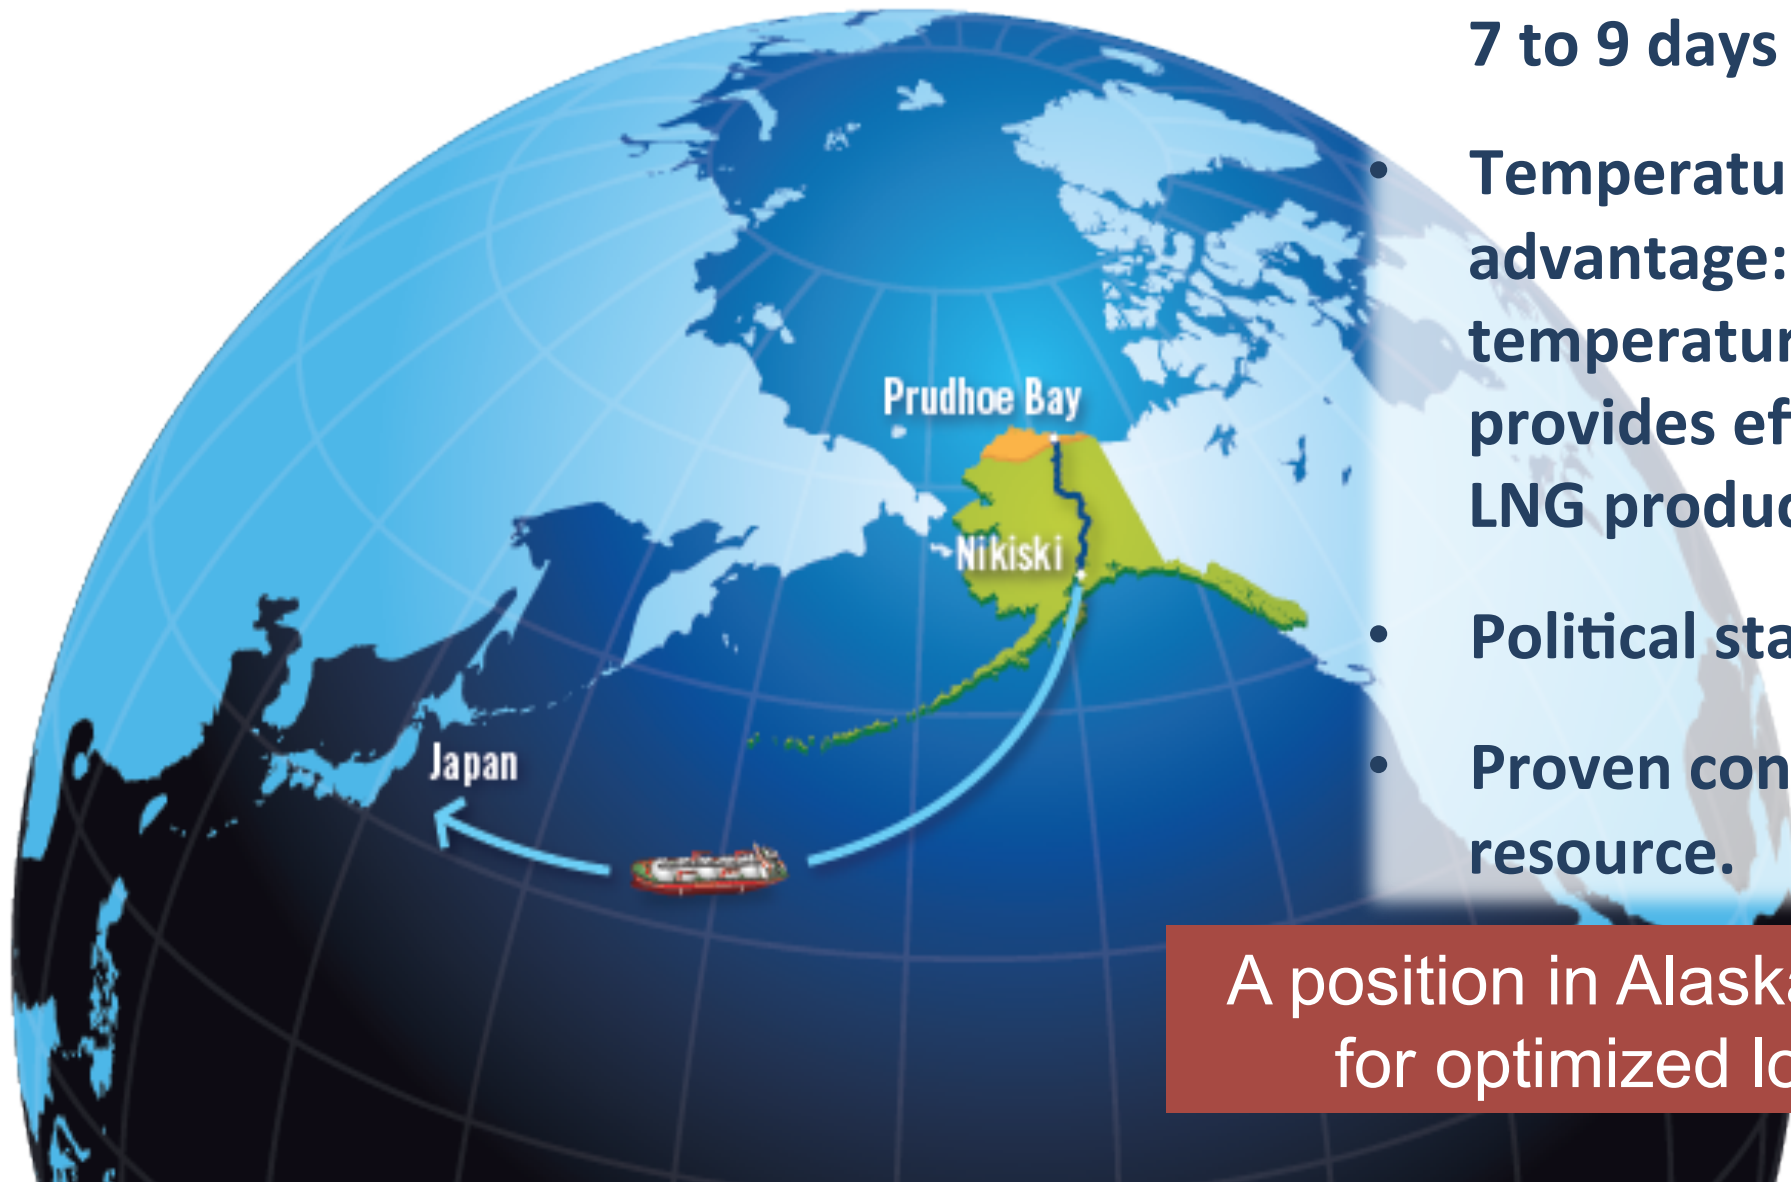 7 to 9 days
Prudhoe Bay
Nikiski
Japan
• Temperatu
advantage:
temperatur
provides ef
LNG produc
• Political sta
• Proven con
resource.
A position in Alaska
for optimized lo